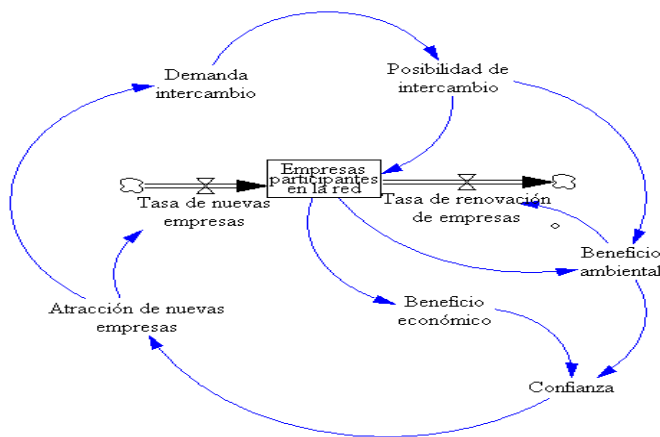 Demanda
intercambio
Posibilidad de
intercambio
Empresas
participantes
en la red
Tasa de nuevas
empresas
Tasa de renovación
de empresas
Beneficio
ambiental
Atracción de nuevas
empresas
Beneficio
económico
Confianza